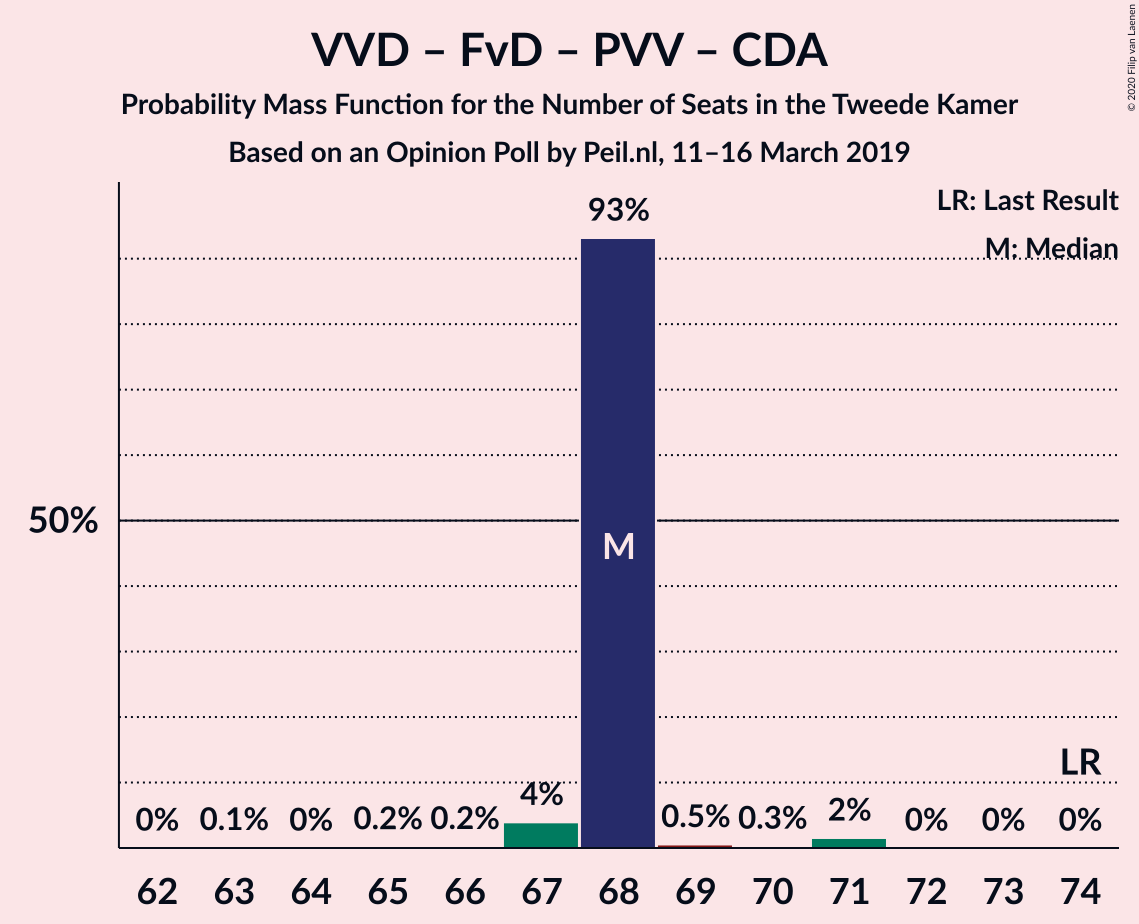 VVD – FvD – PVV – CDA
Probability Mass Function for the Number of Seats in the Tweede Kamer
Based on an Opinion Poll by Peil.nl, 11–16 March 2019
© 2020 Filip van Laenen
LR: Last Result
M: Median
93%
50%
M
LR
0% 0.1% 0% 0.2% 0.2% 4% 0.5% 0.3% 2% 0% 0% 0%
62 63 64 65 66 67 68 69 70 71 72 73 74